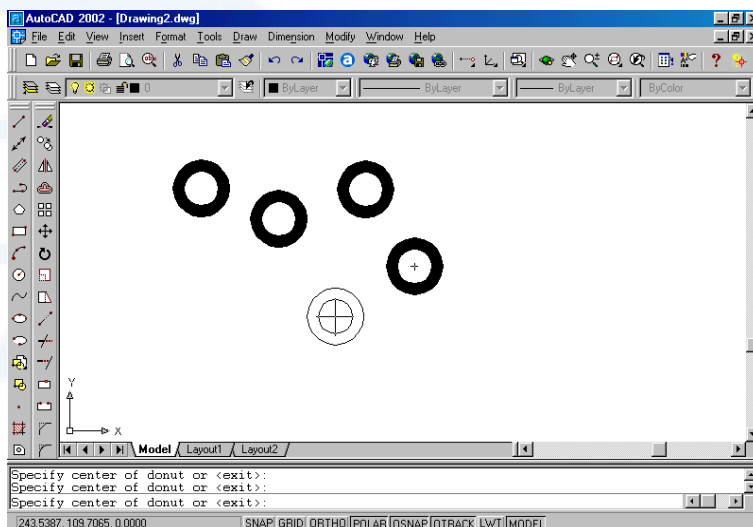 AutoCAD 2002 - [Drawing2.dwg]
File Edit View Insert Format Tools Draw Dimension Modify Window Help
0 ByLayer ByLayer ByLayer ByColor
Y
X
Model Layout1 Layout2
Specify center of donut or <exit>:
Specify center of donut or <exit>:
Specify center of donut or <exit>:
243.5387, 109.7065, 0.0000 SNAP GRID ORTHO POLAR OSNAP OTRACK LWT MODEL